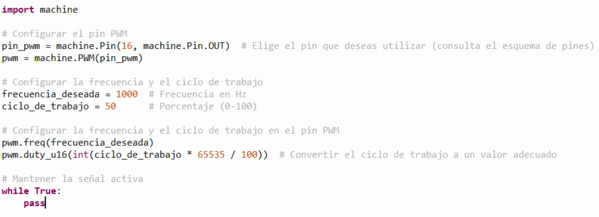 import machine
# Configurar el pin PWM
pin_pwm = machine.Pin(16, machine.Pin.OUT)  # Elige el pin que deseas utilizar (consulta el esquema de pines)
pwm = machine.PWM(pin_pwm)
# Configurar la frecuencia y el ciclo de trabajo
frecuencia_deseada = 1000  # Frecuencia en Hz
ciclo_de_trabajo = 50      # Porcentaje (0-100)
# Configurar la frecuencia y el ciclo de trabajo en el pin PWM
pwm.freq(frecuencia_deseada)
pwm.duty_u16(int(ciclo_de_trabajo * 65535 / 100))  # Convertir el ciclo de trabajo a un valor adecuado
# Mantener la señal activa
while True:
    pass